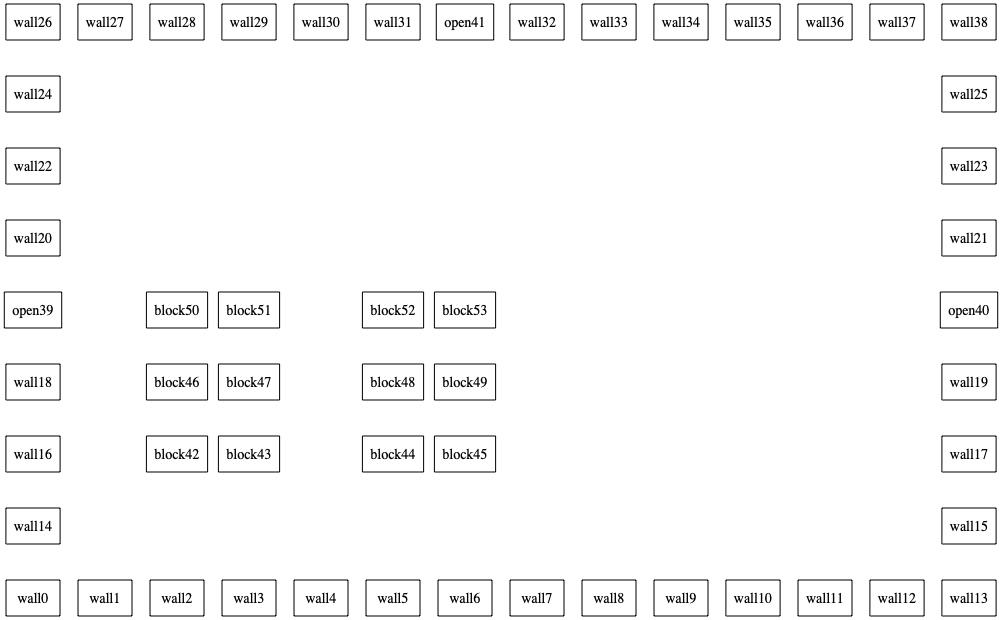 wall26 wall27 wall28 wall29 wall30 wall31 open41 wall32 wall33 wall34 wall35 wall36 wall37 wall38
wall24 wall25
wall22 wall23
wall20 wall21
open39 block50 block51 block52 block53 open40
wall18 block46 block47 block48 block49 wall19
wall16 block42 block43 block44 block45 wall17
wall14 wall15
wall0 wall1 wall2 wall3 wall4 wall5 wall6 wall7 wall8 wall9 wall10 wall11 wall12 wall13